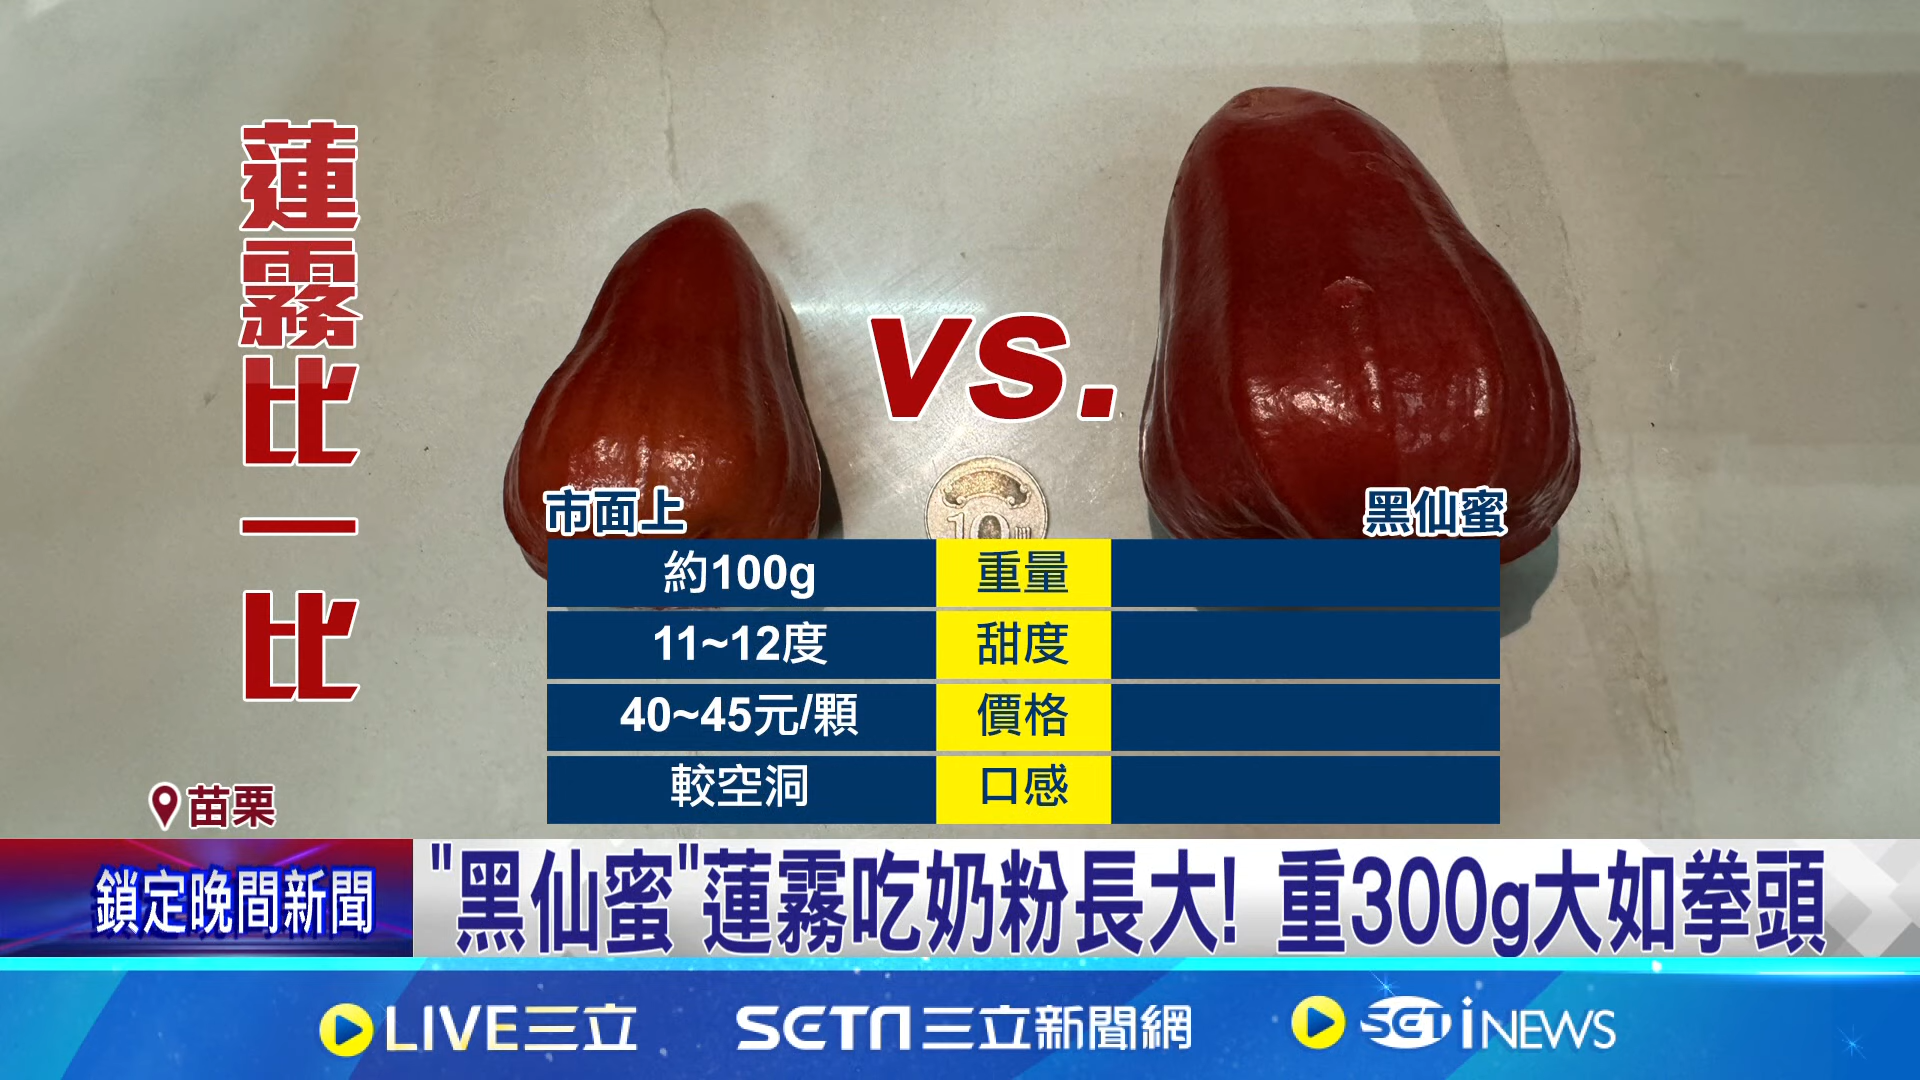 蓮霧比一比
vs.
10
市面上
黑仙蜜
約100g 重量
11~12度 甜度
40~45元/顆 價格
較空洞 口感
苗栗
鎖定晚間新聞
"黑仙蜜"蓮霧吃奶粉長大! 重300g大如拳頭
LIVE三立
SETN三立新聞網
SET iNEWS